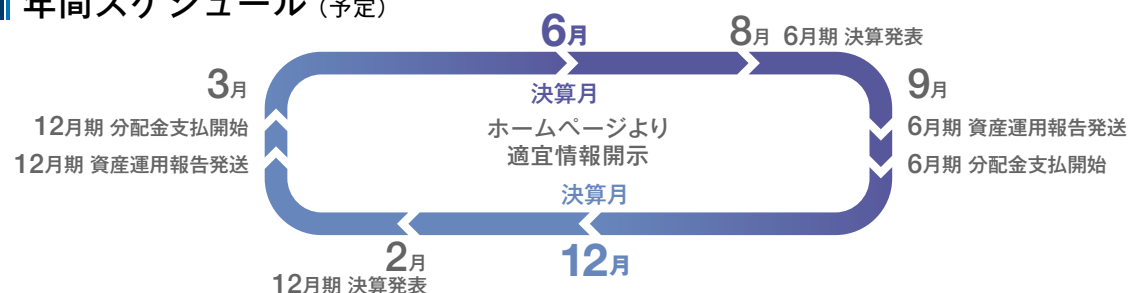 年間スケジュール(予定)
6月
決算月
8月 6月期 決算発表
9月
6月期 資産運用報告発送
6月期 分配金支払開始
ホームページより
適宜情報開示
決算月
12月
2月
12月期 決算発表
3月
12月期 分配金支払開始
12月期 資産運用報告発送